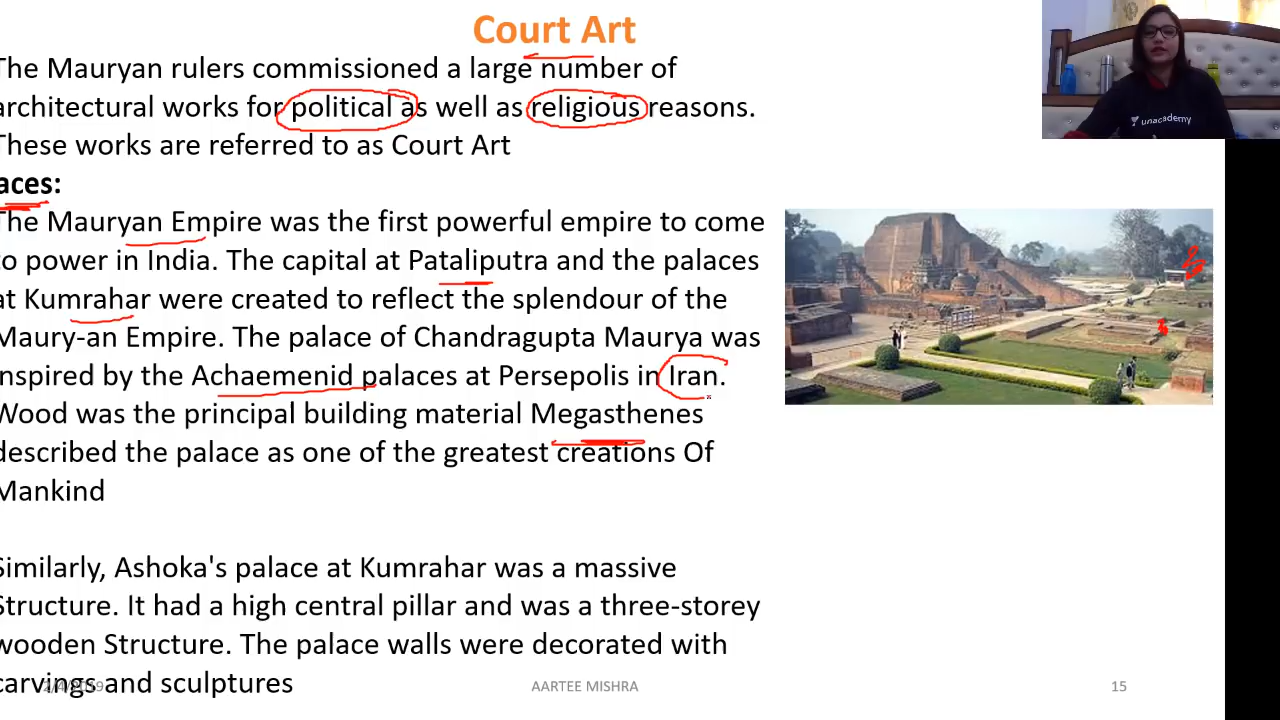 Court Art
The Mauryan rulers commissioned a large number of
architectural works for political as well as religious reasons.
These works are referred to as Court Art
aces:
The Mauryan Empire was the first powerful empire to come
to power in India. The capital at Pataliputra and the palaces
at Kumrahar were created to reflect the splendour of the
Maury-an Empire. The palace of Chandragupta Maurya was
inspired by the Achaemenid palaces at Persepolis in Iran.
Wood was the principal building material Megasthenes
described the palace as one of the greatest creations Of
Mankind
Similarly, Ashoka's palace at Kumrahar was a massive
Structure. It had a high central pillar and was a three-storey
wooden Structure. The palace walls were decorated with
carvings and sculptures
2/4/2019
AARTEE MISHRA
15
unacademy